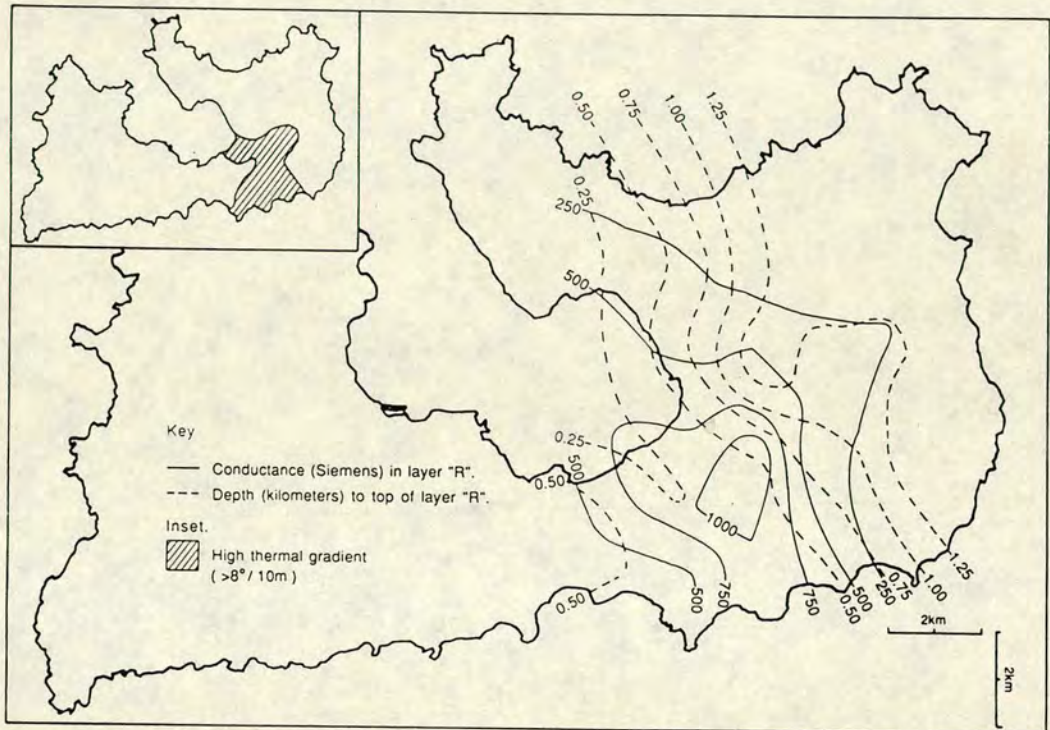 0.50
0.75
1.00
1.25
0.25
250
500
0.25
500
0.50
1000
Key
Conductance (Siemens) in layer "R".
Depth (kilometers) to top of layer "R".
Inset.
High thermal gradient
( >8°/ 10m )
0.50
500
750
750
0.50
500
250
0.75
1.00
1.25
2km
2km